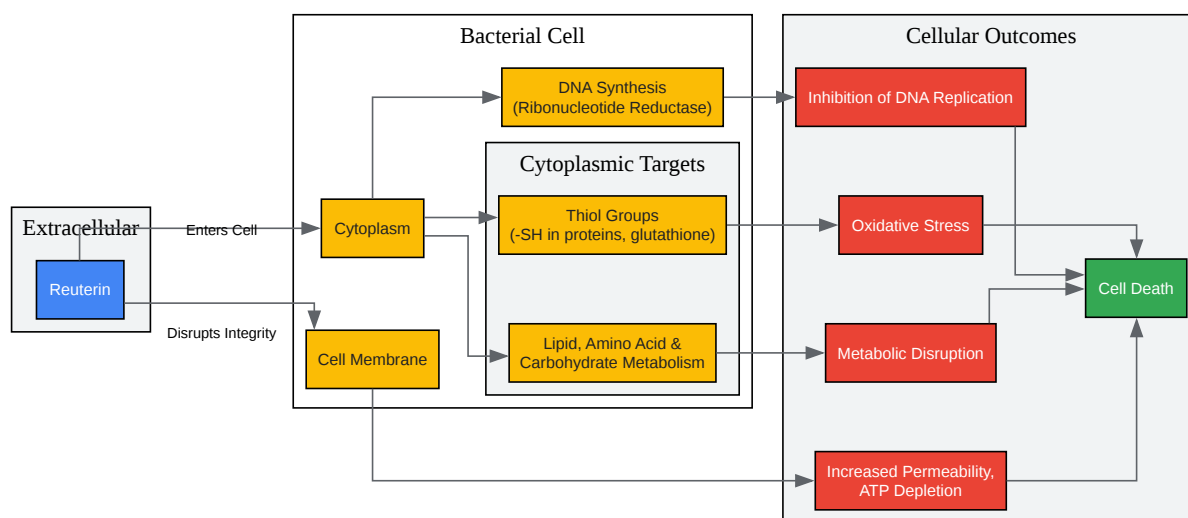 Bacterial Cell
Cellular Outcomes
DNA Synthesis
(Ribonucleotide Reductase)
Inhibition of DNA Replication
Cytoplasmic Targets
Extracellular
Enters Cell
Cytoplasm
Thiol Groups
(-SH in proteins, glutathione)
Oxidative Stress
Reuterin
Cell Death
Disrupts Integrity
Cell Membrane
Lipid, Amino Acid &
Carbohydrate Metabolism
Metabolic Disruption
Increased Permeability,
ATP Depletion